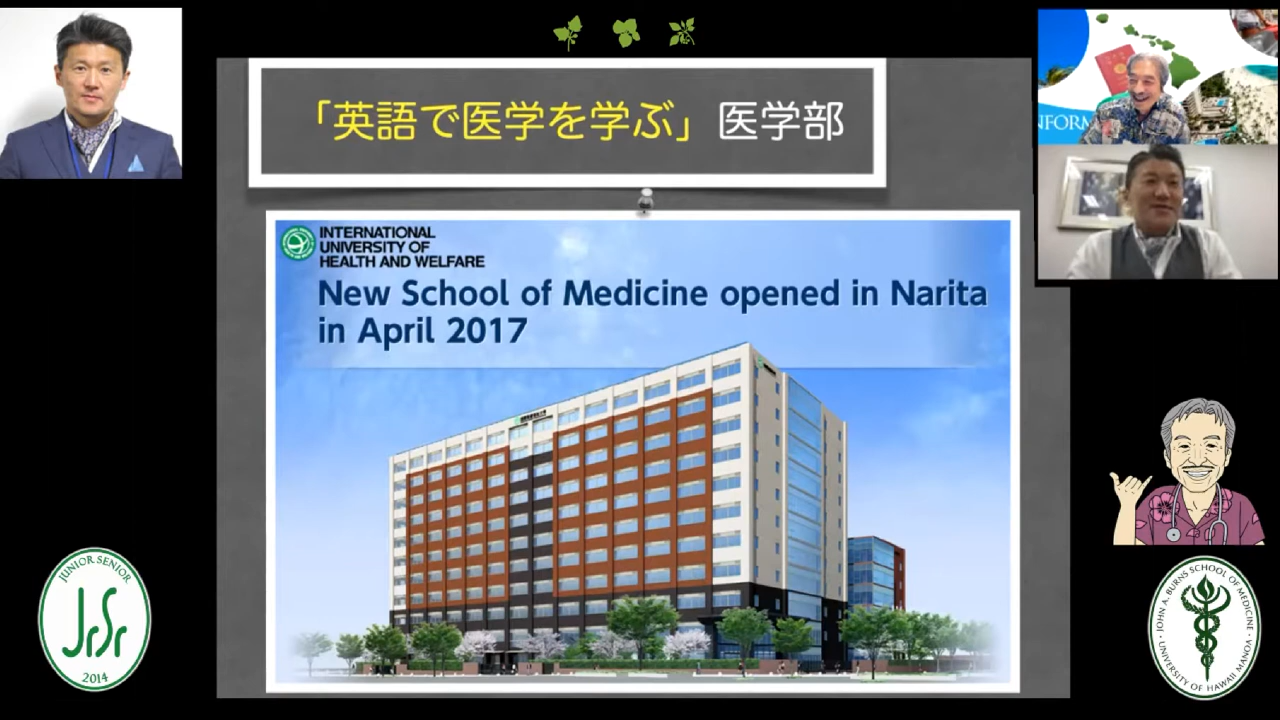 「英語で医学を学ぶ」医学部
INTERNATIONAL
UNIVERSITY OF
HEALTH AND WELFARE
New School of Medicine opened in Narita
in April 2017
NFORM
JUNIOR SENIOR
JrSr
2014
JOHN A. BURNS SCHOOL OF MEDICINE
UNIVERSITY OF HAWAII MANOA